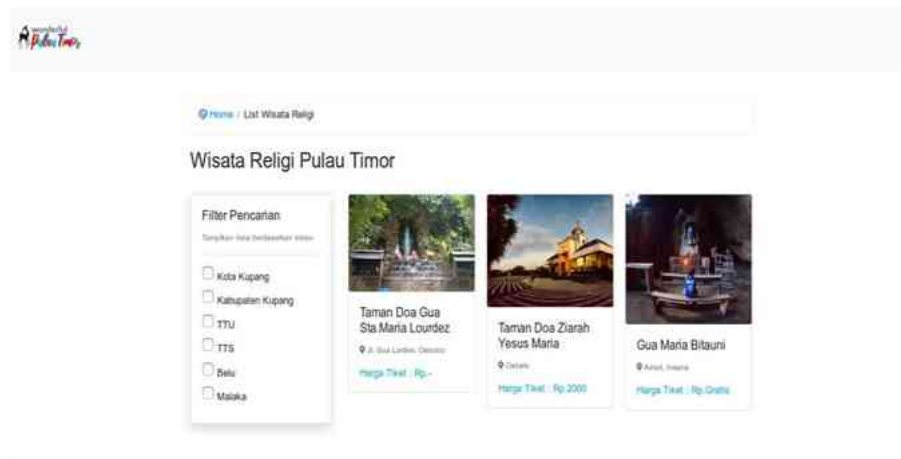 wonderful
Pulau Timor
Home / List Wisata Religi
Wisata Religi Pulau Timor
Filter Pencarian
Kota Kupang
Kabupaten Kupang
TTU
TTS
Belu
Malaka
Taman Doa Gua
Sta.Maria Lourdez
Harga Tiket : Rp.-
Taman Doa Ziarah
Yesus Maria
Harga Tiket : Rp.2000
Gua Maria Bitauni
Harga Tiket : Rp.Gratis